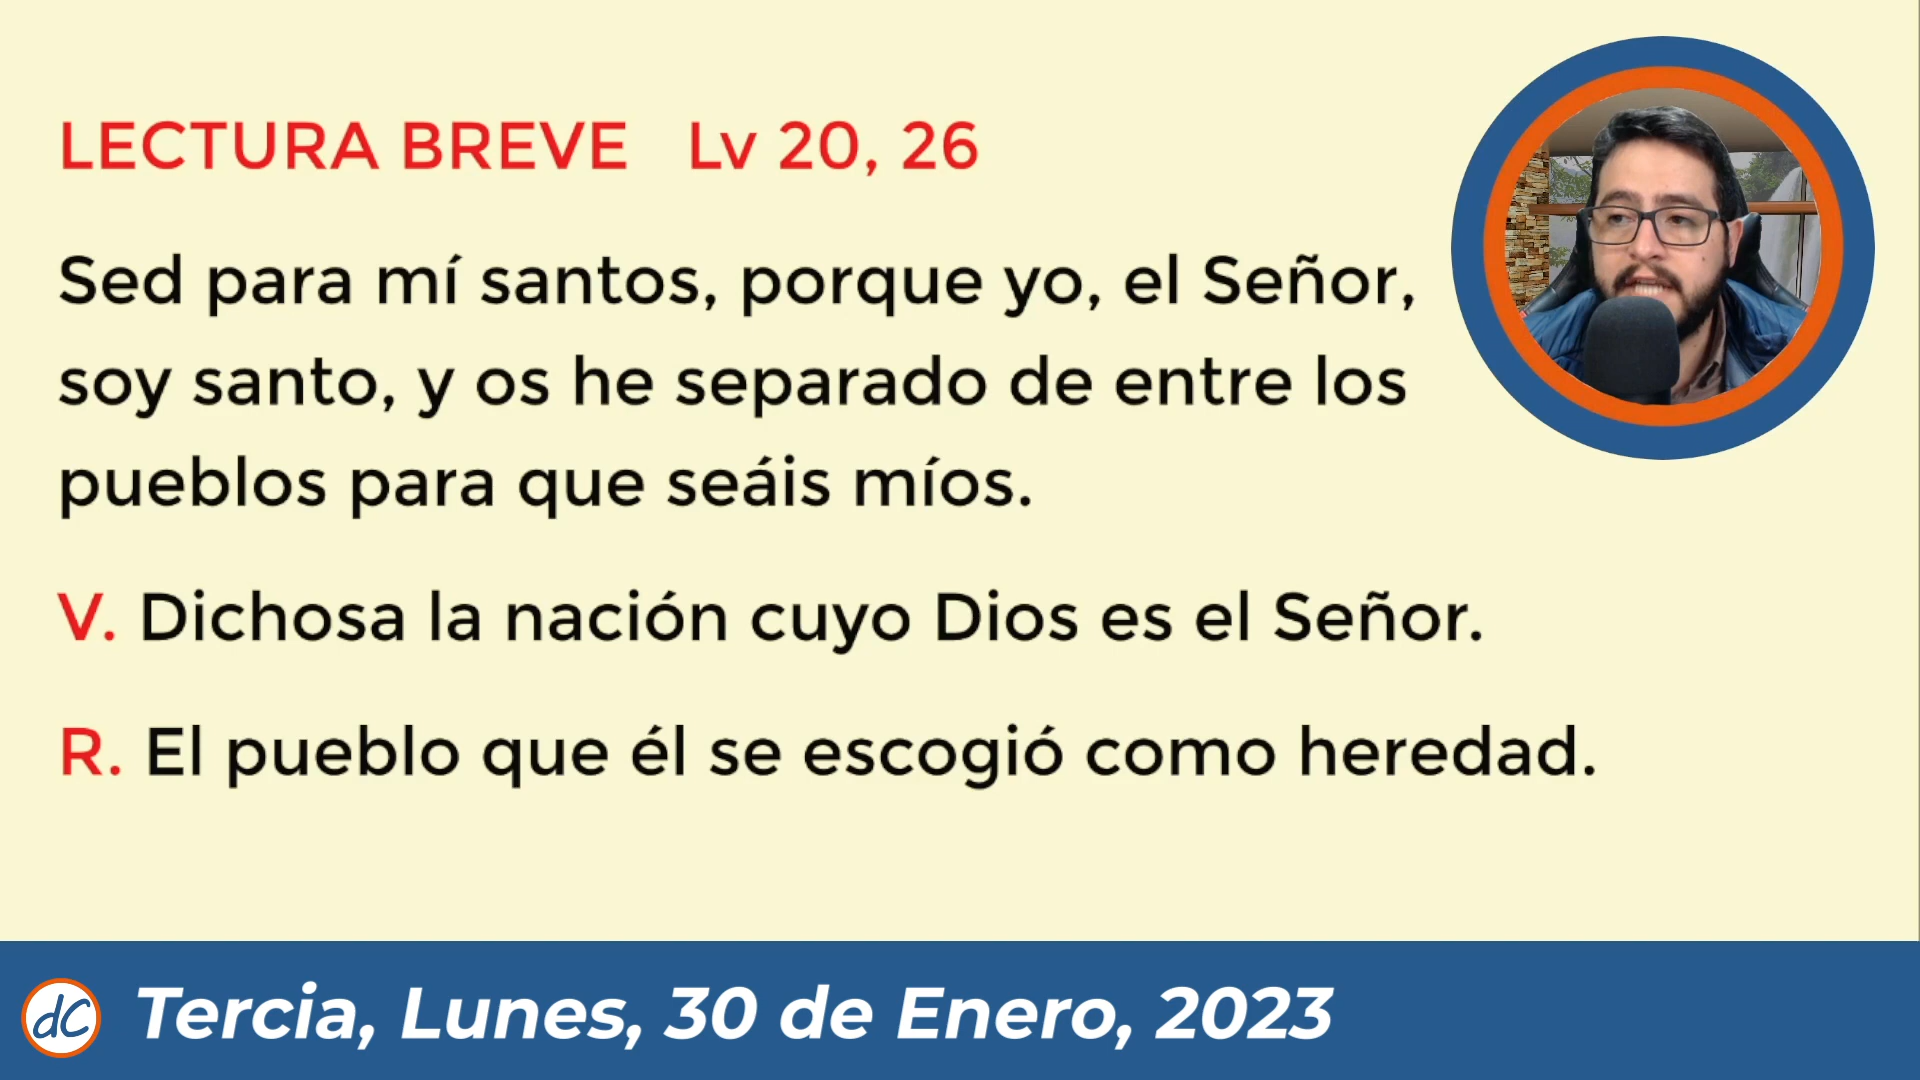 LECTURA BREVE Lv 20, 26
Sed para mí santos, porque yo, el Señor,
soy santo, y os he separado de entre los
pueblos para que seáis míos.
V. Dichosa la nación cuyo Dios es el Señor.
R. El pueblo que él se escogió como heredad.
dC Tercia, Lunes, 30 de Enero, 2023